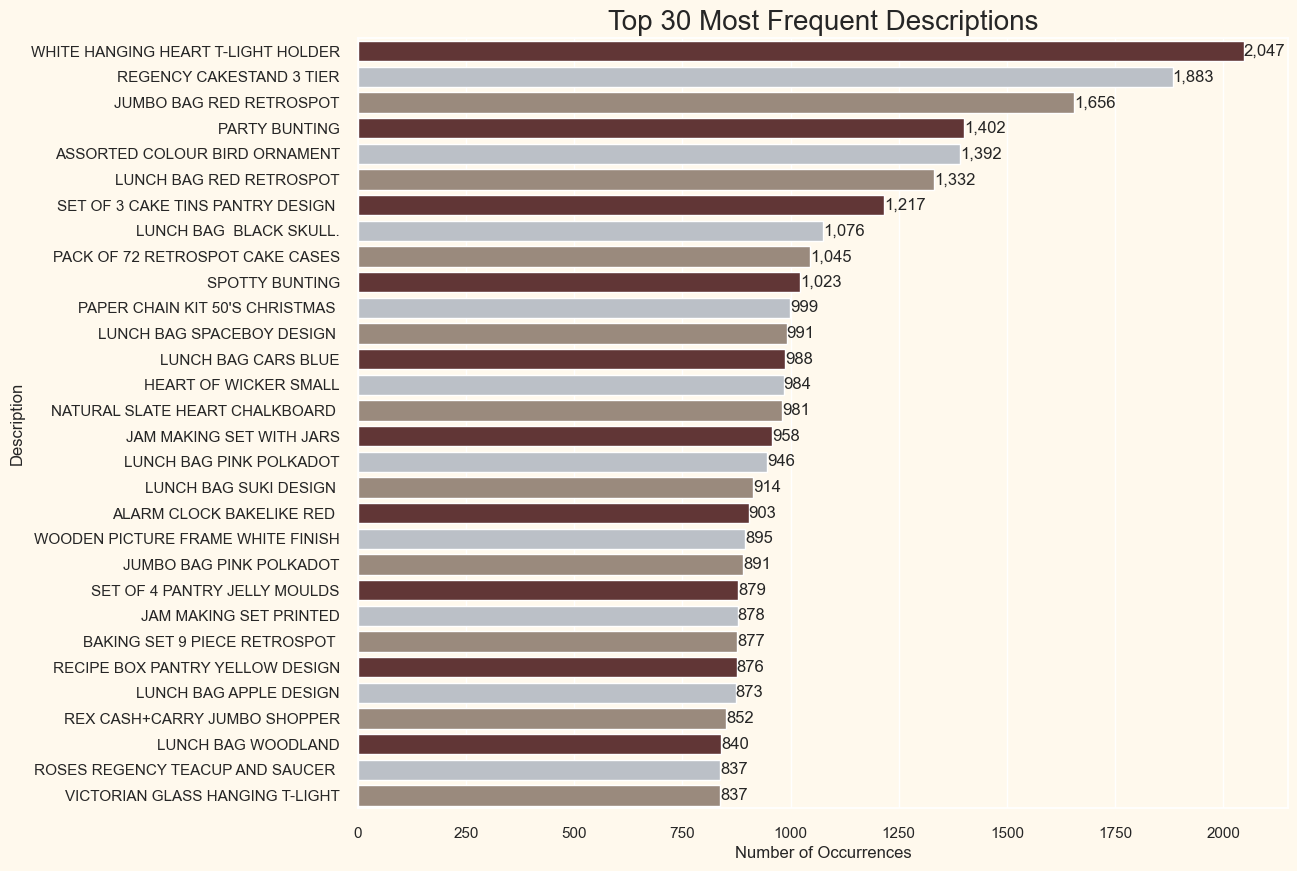 Top 30 Most Frequent Descriptions
WHITE HANGING HEART T-LIGHT HOLDER 2,047
REGENCY CAKESTAND 3 TIER 1,883
JUMBO BAG RED RETROSPOT 1,656
PARTY BUNTING 1,402
ASSORTED COLOUR BIRD ORNAMENT 1,392
LUNCH BAG RED RETROSPOT 1,332
SET OF 3 CAKE TINS PANTRY DESIGN 1,217
LUNCH BAG  BLACK SKULL. 1,076
PACK OF 72 RETROSPOT CAKE CASES 1,045
SPOTTY BUNTING 1,023
PAPER CHAIN KIT 50'S CHRISTMAS 999
LUNCH BAG SPACEBOY DESIGN 991
LUNCH BAG CARS BLUE 988
HEART OF WICKER SMALL 984
NATURAL SLATE HEART CHALKBOARD 981
JAM MAKING SET WITH JARS 958
LUNCH BAG PINK POLKADOT 946
LUNCH BAG SUKI DESIGN 914
ALARM CLOCK BAKELIKE RED 903
WOODEN PICTURE FRAME WHITE FINISH 895
JUMBO BAG PINK POLKADOT 891
SET OF 4 PANTRY JELLY MOULDS 879
JAM MAKING SET PRINTED 878
BAKING SET 9 PIECE RETROSPOT 877
RECIPE BOX PANTRY YELLOW DESIGN 876
LUNCH BAG APPLE DESIGN 873
REX CASH+CARRY JUMBO SHOPPER 852
LUNCH BAG WOODLAND 840
ROSES REGENCY TEACUP AND SAUCER 837
VICTORIAN GLASS HANGING T-LIGHT 837
Description
0 250 500 750 1000 1250 1500 1750 2000
Number of Occurrences